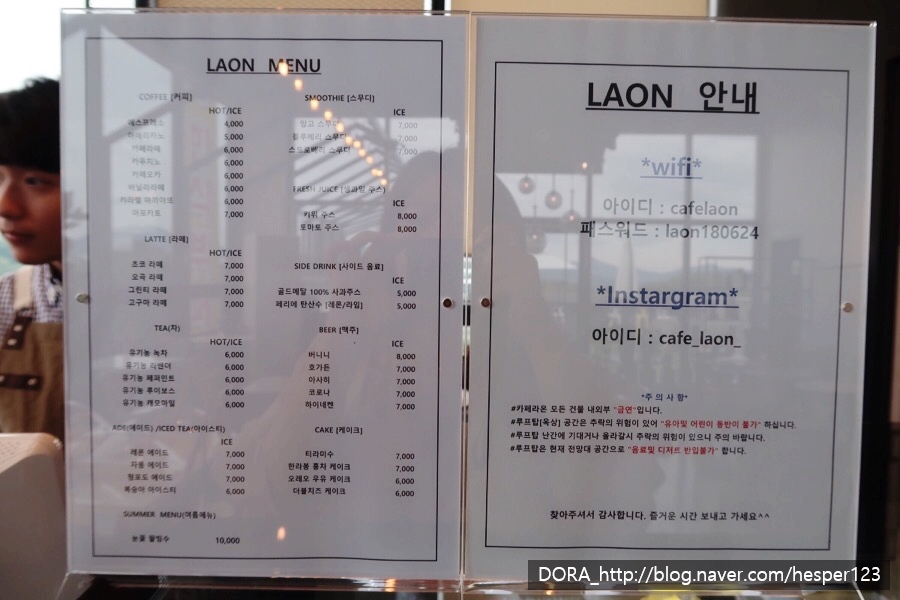 LAON MENU
COFFEE [커피]
HOT/ICE
에스프레소 4,000
아메리카노 5,000
카페라떼 6,000
카푸치노 6,000
카페모카 6,000
바닐라라떼 6,000
카라멜 마끼아또 6,000
아포카토 7,000
LATTE [라떼]
HOT/ICE
초코 라떼 7,000
오곡 라떼 7,000
그린티 라떼 7,000
고구마 라떼 7,000
TEA(차)
HOT/ICE
유기농 녹차 6,000
유기농 6,000
유기농 페퍼민트 6,000
유기농 루이보스 6,000
유기농 캐모마일 6,000
ADE(에이드) /ICED TEA(아이스티)
ICE
레몬 에이드 7,000
자몽 에이드 7,000
청포도 에이드 7,000
복숭아 아이스티 6,000
SUMMER MENU(여름메뉴)
눈꽃 팥빙수 10,000
SMOOTHIE [스무디]
ICE
망고 스무디 7,000
블루베리 스무디 7,000
스트로베리 스무디 7,000
FRESH JUICE [생과일 주스]
ICE
키위 주스 8,000
토마토 주스 8,000
SIDE DRINK [사이드 음료]
ICE
골드메달 100% 사과주스 5,000
페리에 탄산수 [레몬/라임] 5,000
BEER [맥주]
ICE
버니니 8,000
호가든 7,000
아사히 7,000
코로나 7,000
하이네켄 7,000
CAKE [케이크]
티라미수 7,000
한라봉 홍차 케이크 7,000
오레오 우유 케이크 6,000
더블치즈 케이크 6,000
LAON 안내
*wifi*
아이디 : cafelaon
패스워드 : laon180624
*Instargram*
아이디 : cafe_laon_
*주의사항*
#카페라온 모든 건물 내외부 "금연"입니다.
#루프탑[옥상] 공간은 추락의 위험이 있어 "유아및 어린이 동반이 불가" 하십니다.
#루프탑 난간에 기대거나 올라갈시 추락의 위험이 있으니 주의 바랍니다.
#루프탑은 현재 전망대 공간으로 "음료및 디저트 반입불가" 합니다.
찾아주셔서 감사합니다. 즐거운 시간 보내고 가세요^^
DORA_http://blog.naver.com/hesper123